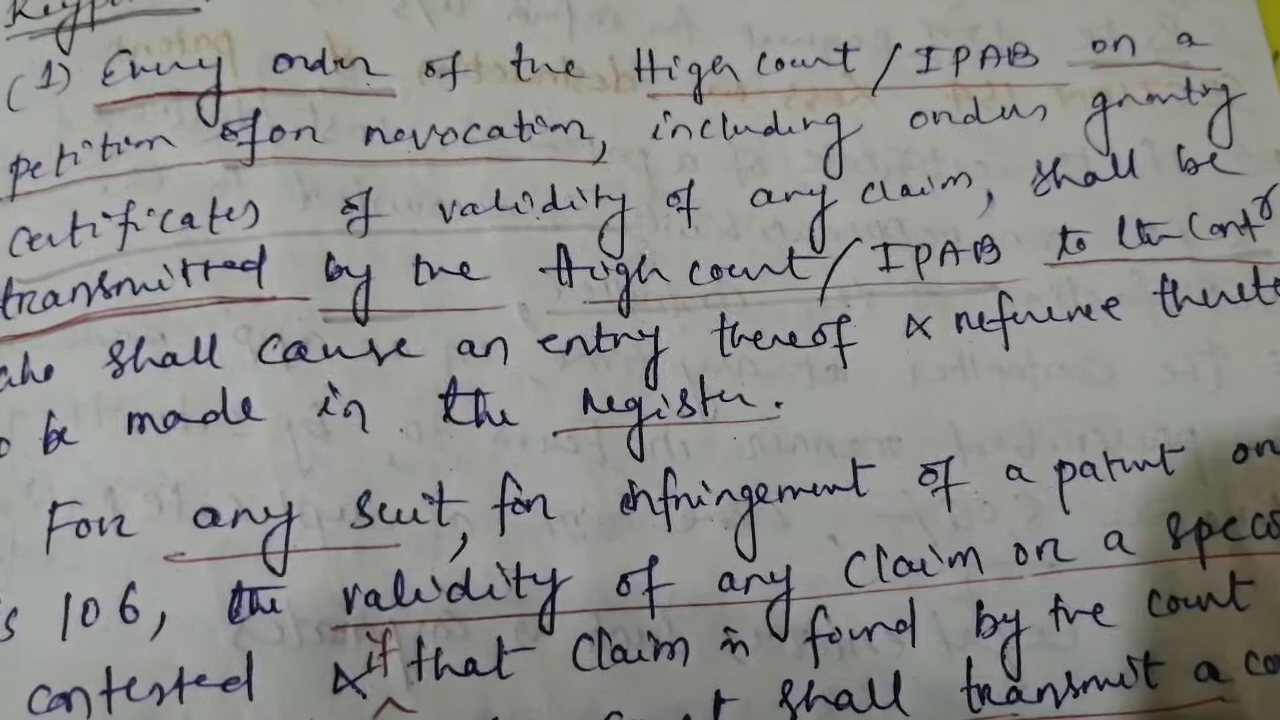 Keyp
(1) Every order of the High court / IPAB on a
petition for revocation, including orders granting
certificates of validity of any claim, shall be
transmitted by the High court / IPAB to the Contr
who shall cause an entry thereof & reference thereto
be made in the register.
For any suit, for infringement of a patent or
s 106, the validity of any claim or a speci
contested & if that claim is found by the court
shall transmit a co